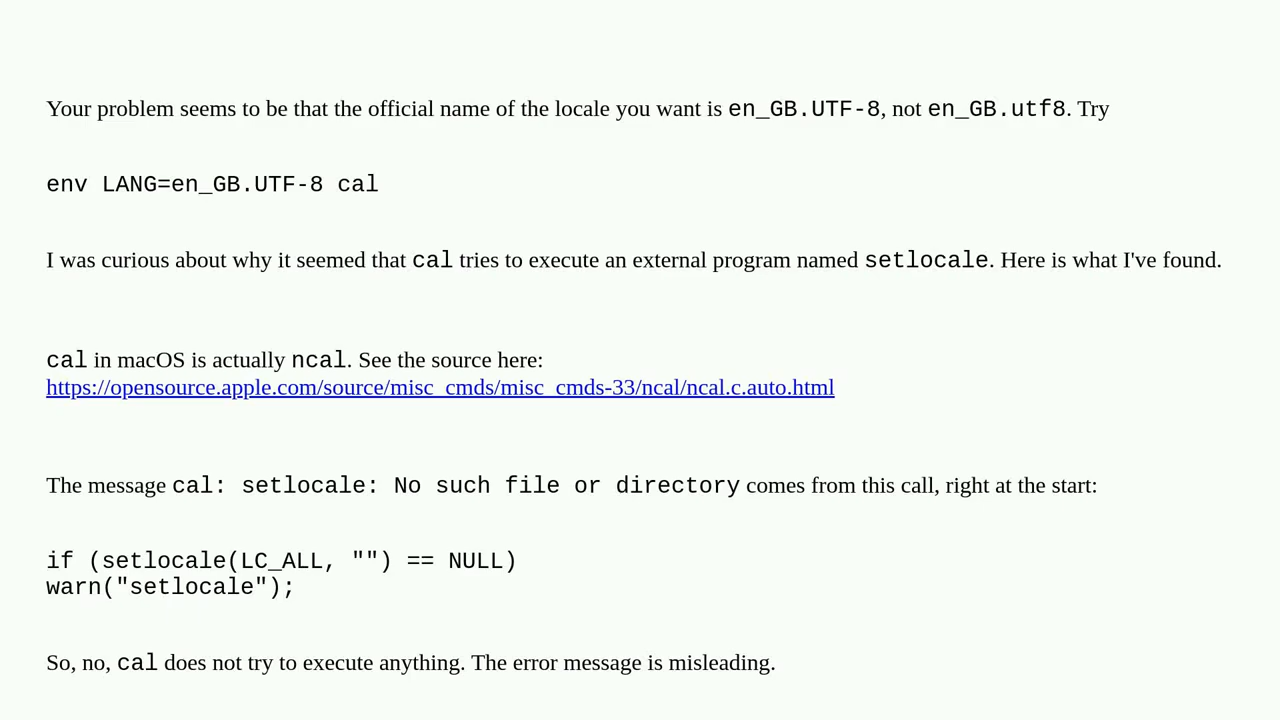 Your problem seems to be that the official name of the locale you want is en_GB.UTF-8, not en_GB.utf8. Try
env LANG=en_GB.UTF-8 cal
I was curious about why it seemed that cal tries to execute an external program named setlocale. Here is what I've found.
cal in macOS is actually ncal. See the source here:
https://opensource.apple.com/source/misc_cmds/misc_cmds-33/ncal/ncal.c.auto.html
The message cal: setlocale: No such file or directory comes from this call, right at the start:
if (setlocale(LC_ALL, "") == NULL)
warn("setlocale");
So, no, cal does not try to execute anything. The error message is misleading.